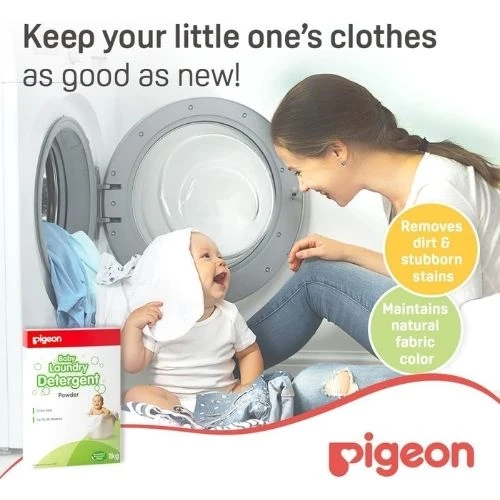 Keep your little one's clothes
as good as new!
Removes
dirt &
stubborn
stains
Maintains
natural
fabric
color
pigeon
Baby
Laundry
Detergent
Powder
1kg
pigeon